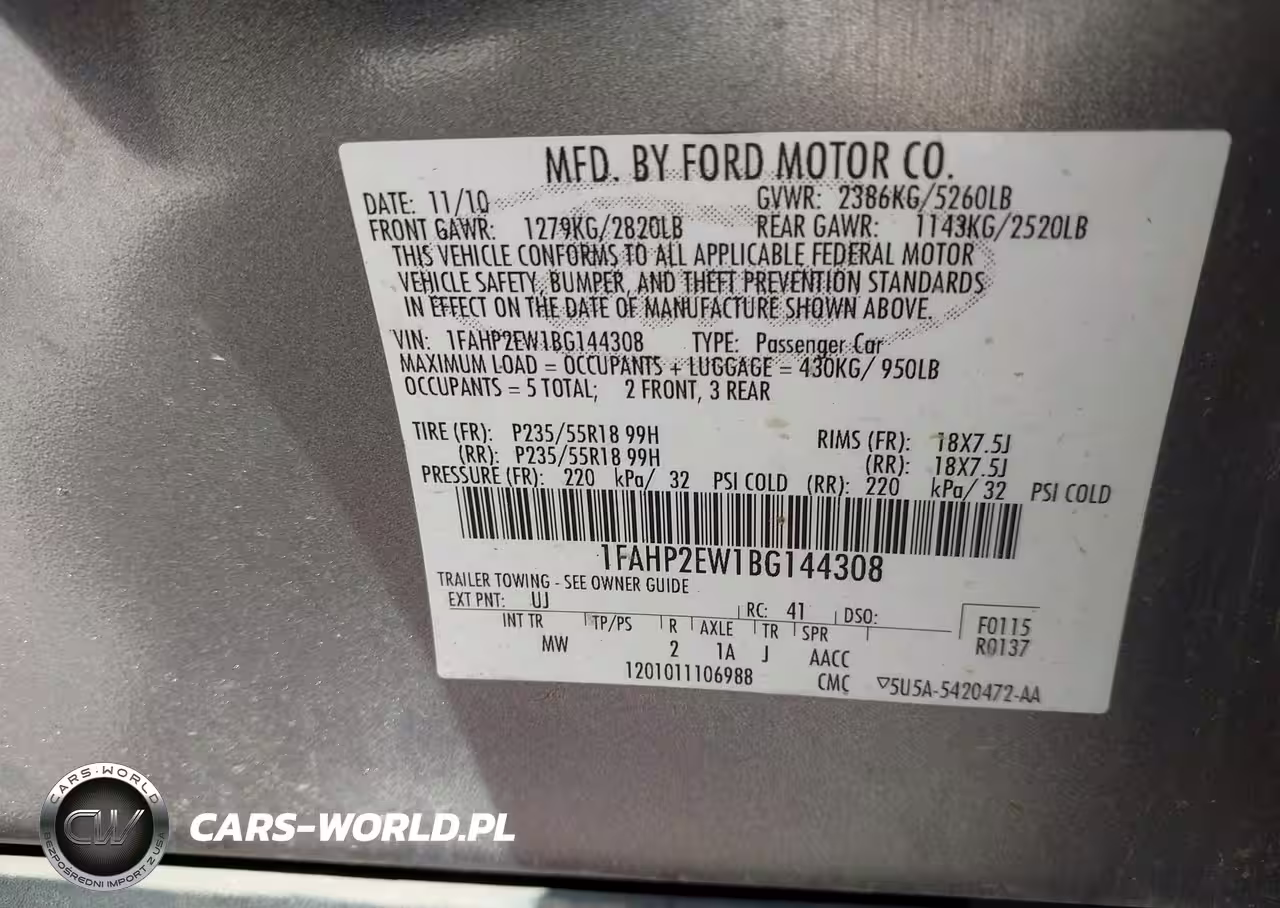 MFD. BY FORD MOTOR CO.
DATE: 11/10 GVWR: 2386KG/5260LB
FRONT GAWR: 1279KG/2820LB REAR GAWR: 1143KG/2520LB
THIS VEHICLE CONFORMS TO ALL APPLICABLE FEDERAL MOTOR
VEHICLE SAFETY, BUMPER, AND THEFT PREVENTION STANDARDS
IN EFFECT ON THE DATE OF MANUFACTURE SHOWN ABOVE.
VIN: 1FAHP2EW1BG144308 TYPE: Passenger Car
MAXIMUM LOAD = OCCUPANTS + LUGGAGE = 430KG/ 950LB
OCCUPANTS = 5 TOTAL; 2 FRONT, 3 REAR
TIRE (FR): P235/55R18 99H RIMS (FR): 18X7.5J
(RR): P235/55R18 99H (RR): 18X7.5J
PRESSURE (FR): 220 kPa/ 32 PSI COLD (RR): 220 kPa/ 32 PSI COLD
1FAHP2EW1BG144308
TRAILER TOWING - SEE OWNER GUIDE
EXT PNT: UJ RC: 41 DSO:
INT TR TP/PS R AXLE TR SPR F0115
MW 2 1A J AACC R0137
1201011106988 CMC ▽5U5A-5420472-AA
CARS-WORLD
CW
BEZPOŚREDNI IMPORT Z USA
CARS-WORLD.PL